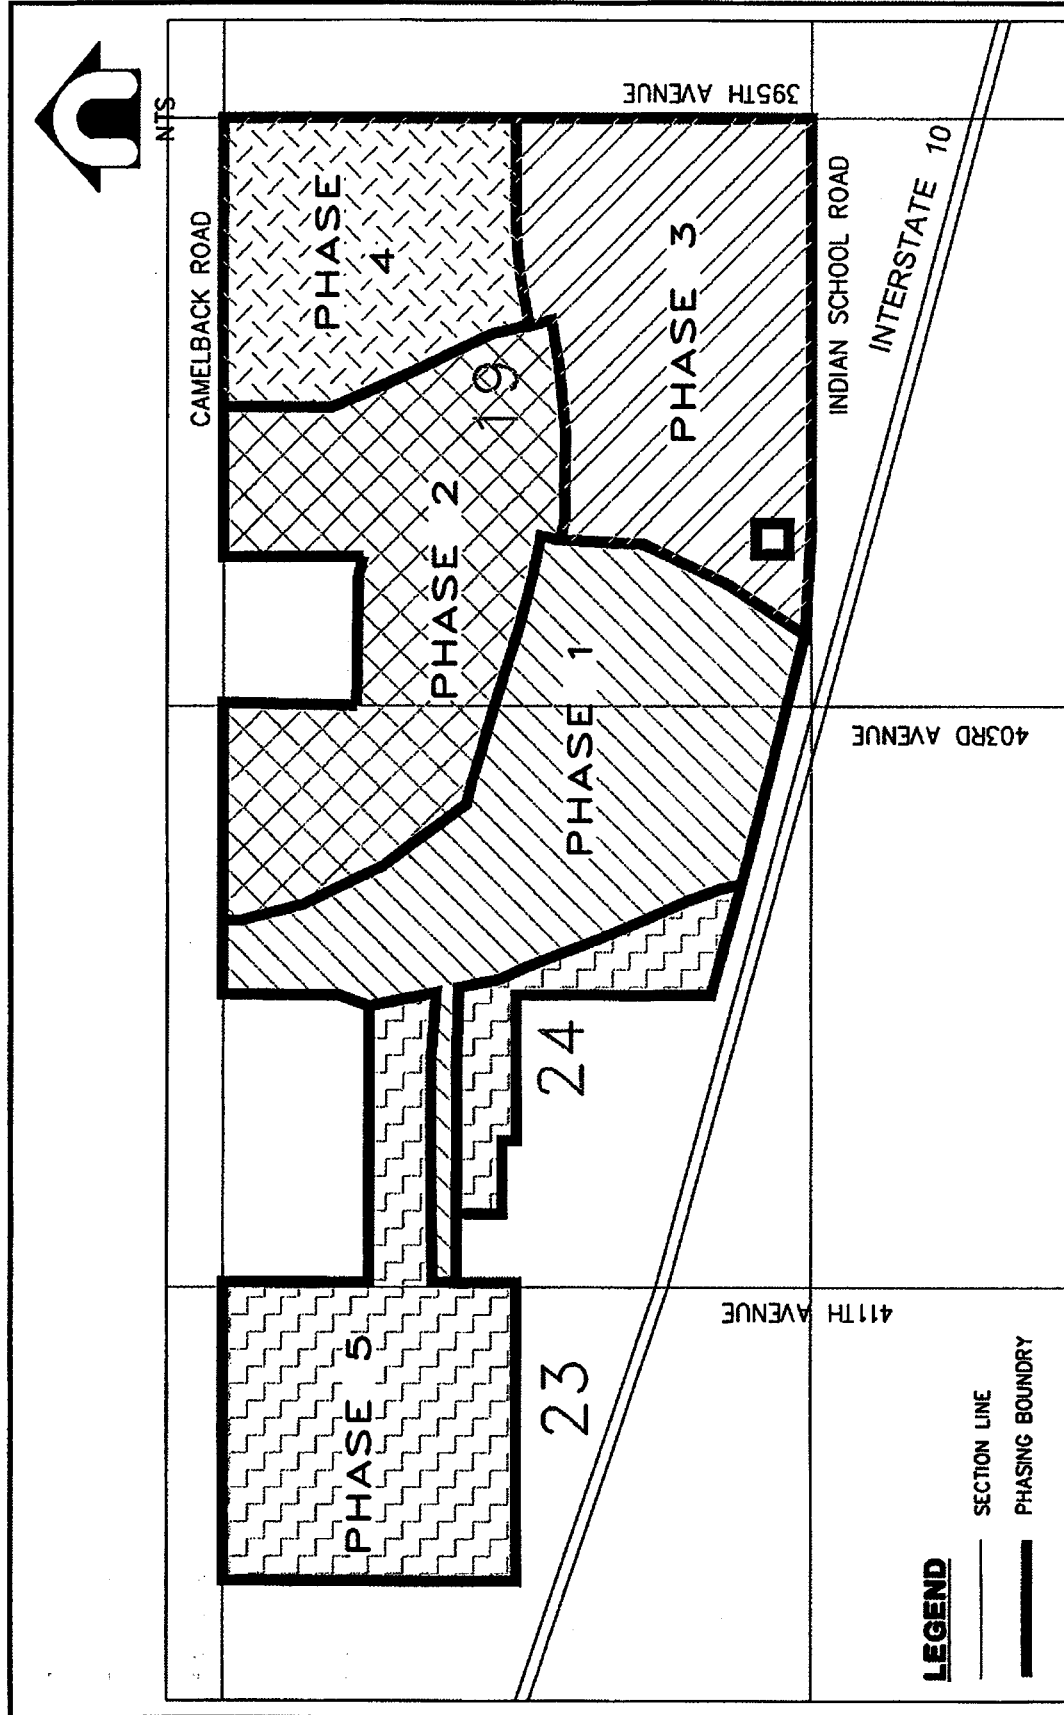 NTS
CAMELBACK ROAD
395TH AVENUE
PHASE
4
PHASE 3
19
PHASE 2
PHASE 1
INDIAN SCHOOL ROAD
INTERSTATE 10
403RD AVENUE
24
411TH AVENUE
PHASE 5
23
LEGEND
SECTION LINE
PHASING BOUNDRY